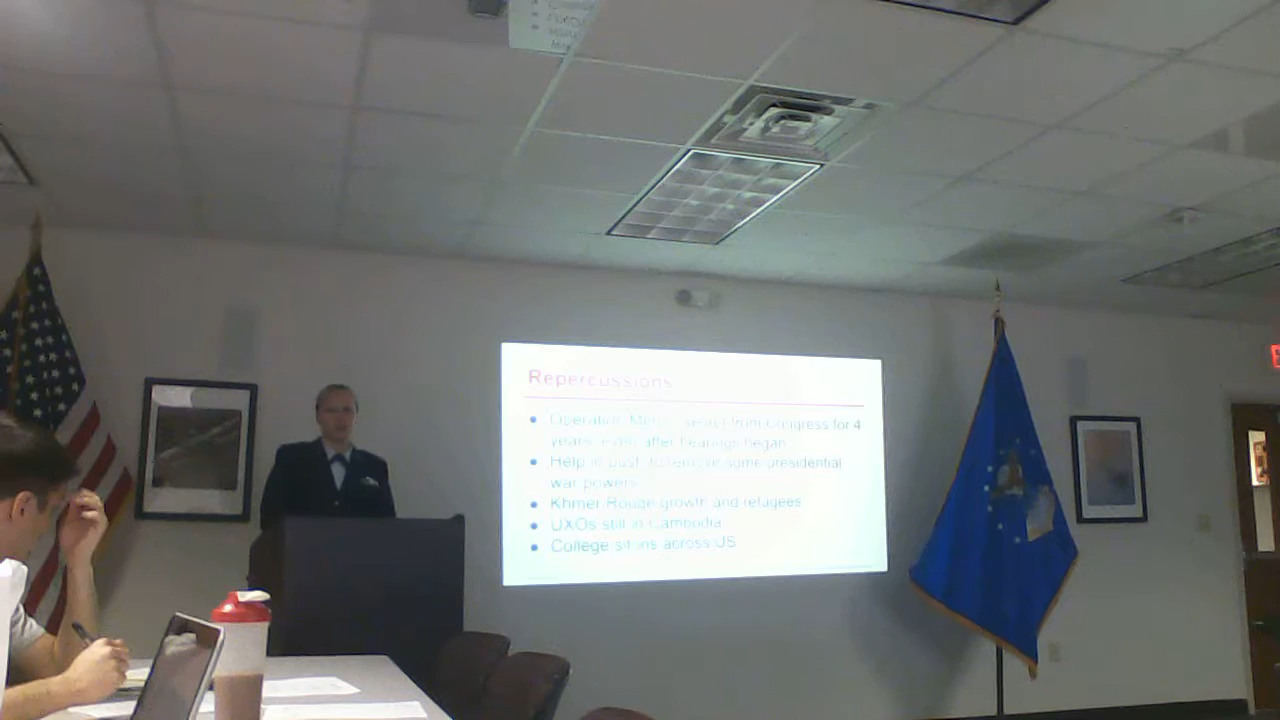 Repercussions
Operation Menu secret from Congress for 4
years, even after hearings began
Help in push to remove some presidential
war powers
Khmer Rouge growth and refugees
UXOs still in Cambodia
College sit-ins across US